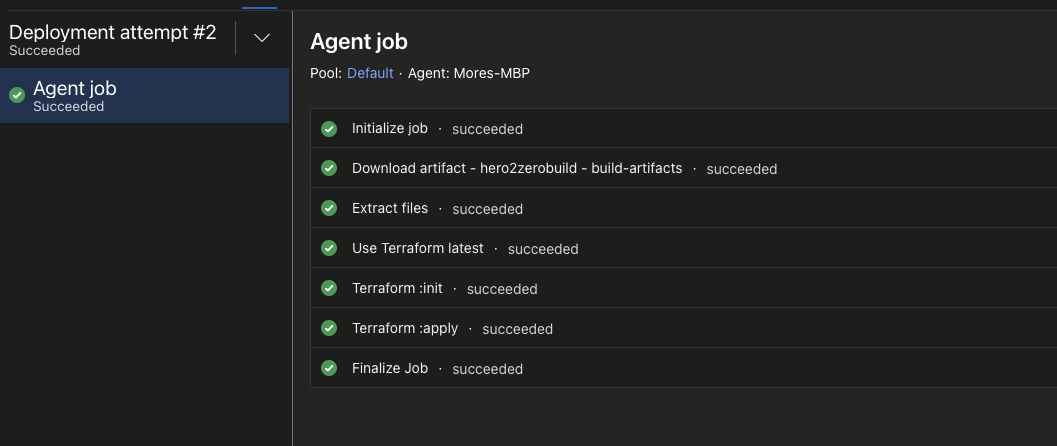 Deployment attempt #2
Succeeded
Agent job
Succeeded
Agent job
Pool: Default · Agent: Mores-MBP
Initialize job · succeeded
Download artifact - hero2zerobuild - build-artifacts · succeeded
Extract files · succeeded
Use Terraform latest · succeeded
Terraform :init · succeeded
Terraform :apply · succeeded
Finalize Job · succeeded